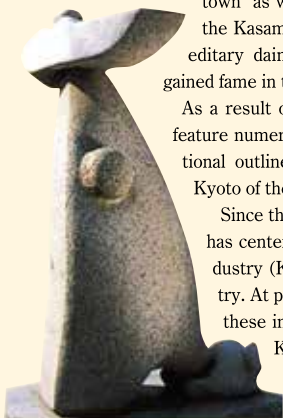 town" as
the Kasam
editary daim
gained fame in t
As a result o
feature numer
tional outline
Kyoto of the
Since th
has center
dustry (K
try. At p
these in
K